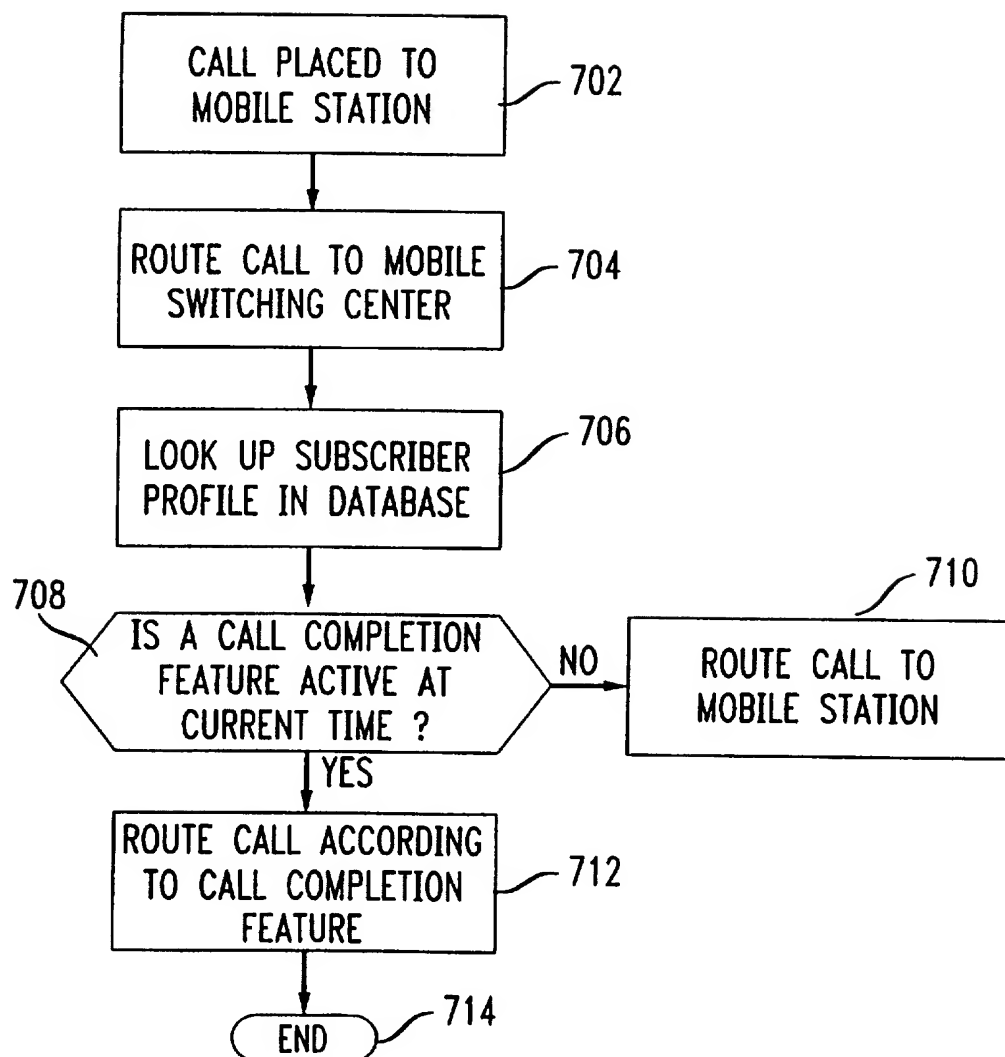 CALL PLACED TO
MOBILE STATION
702
ROUTE CALL TO MOBILE
SWITCHING CENTER
704
LOOK UP SUBSCRIBER
PROFILE IN DATABASE
706
708
IS A CALL COMPLETION
FEATURE ACTIVE AT
CURRENT TIME ?
NO
710
ROUTE CALL TO
MOBILE STATION
YES
ROUTE CALL ACCORDING
TO CALL COMPLETION
FEATURE
712
END
714